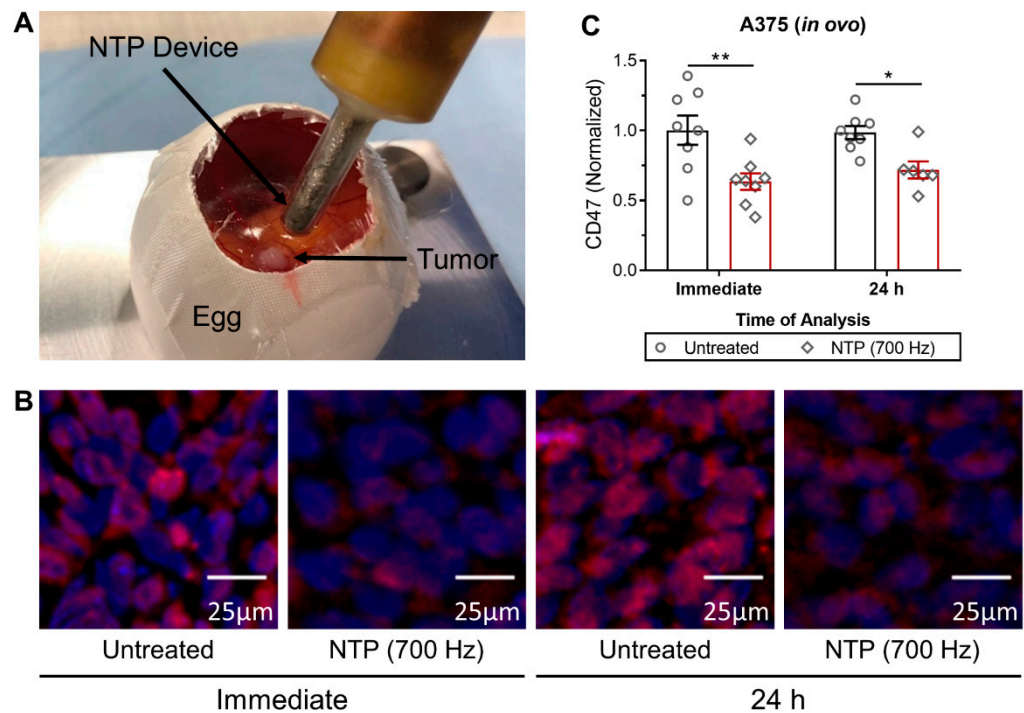 A
NTP Device
Tumor
Egg
C
A375 (in ovo)
CD47 (Normalized)
1.5
1.0
0.5
0.0
**
*
Immediate
24 h
Time of Analysis
Untreated
NTP (700 Hz)
B
25μm
25μm
25μm
25μm
Untreated
NTP (700 Hz)
Untreated
NTP (700 Hz)
Immediate
24 h